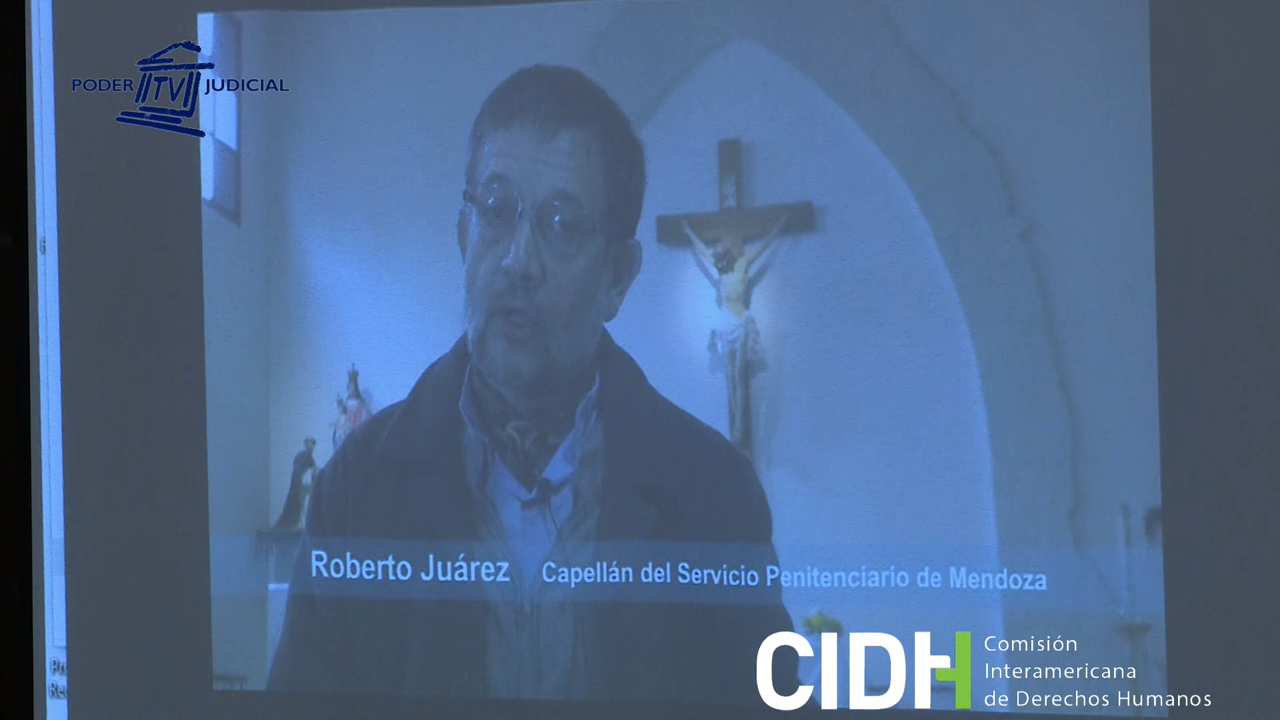 PODER TV JUDICIAL
Roberto Juárez Capellán del Servicio Penitenciario de Mendoza
CIDH Comisión
Interamericana
de Derechos Humanos